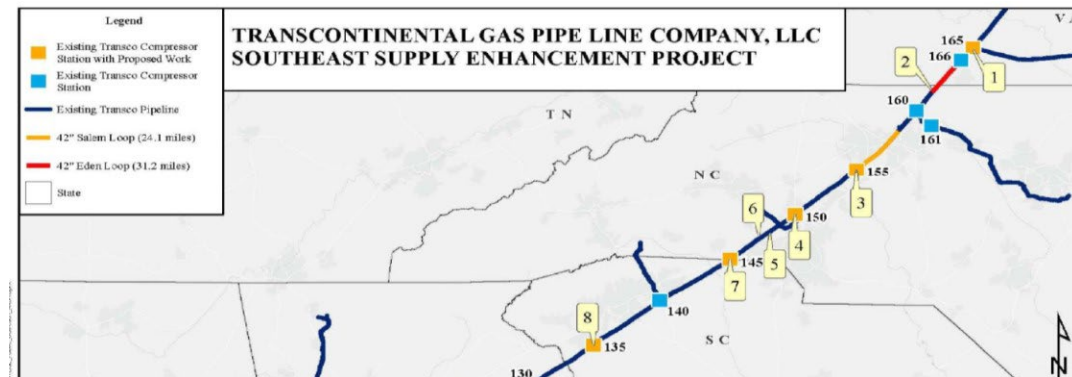 Legend
Existing Transco Compressor
Station with Proposed Work
Existing Transco Compressor
Station
Existing Transco Pipeline
42" Salem Loop (24.1 miles)
42" Eden Loop (31.2 miles)
State
TRANSCONTINENTAL GAS PIPE LINE COMPANY, LLC
SOUTHEAST SUPPLY ENHANCEMENT PROJECT
VA
165
166
1
2
160
161
TN
155
NC
3
150
6
4
145
5
7
140
8
135
SC
130
N